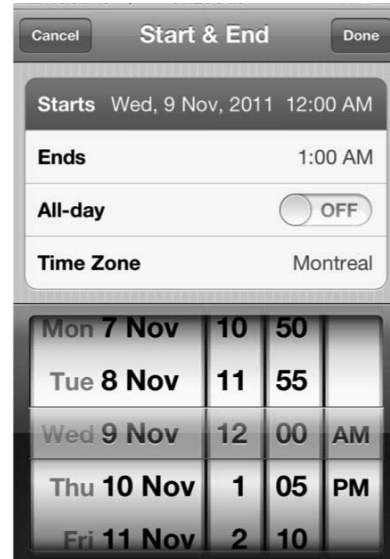 Cancel Start & End Done
Starts Wed, 9 Nov, 2011 12:00 AM
Ends 1:00 AM
All-day OFF
Time Zone Montreal
Mon 7 Nov 10 50
Tue 8 Nov 11 55
Wed 9 Nov 12 00 AM
Thu 10 Nov 1 05 PM
Fri 11 Nov 2 10